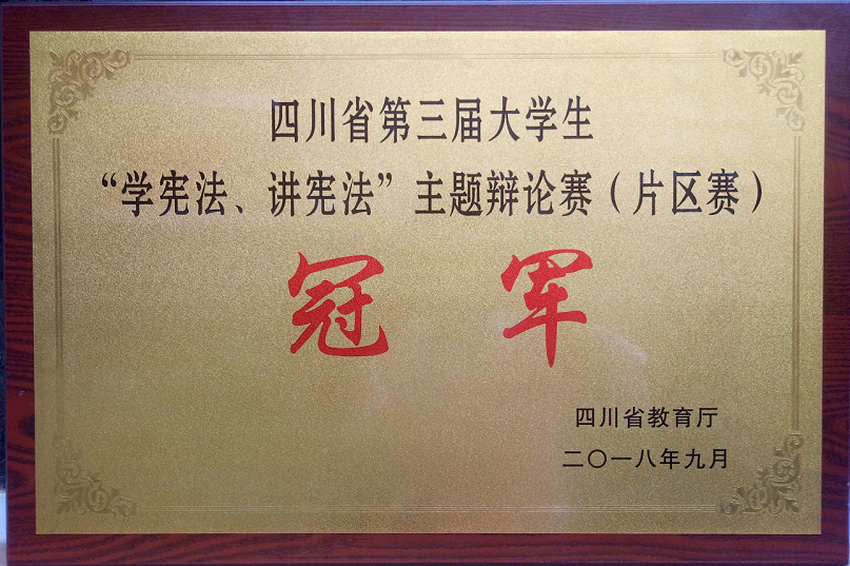 四川省第三届大学生
“学宪法、讲宪法”主题辩论赛（片区赛）
冠 军
四川省教育厅
二〇一八年九月